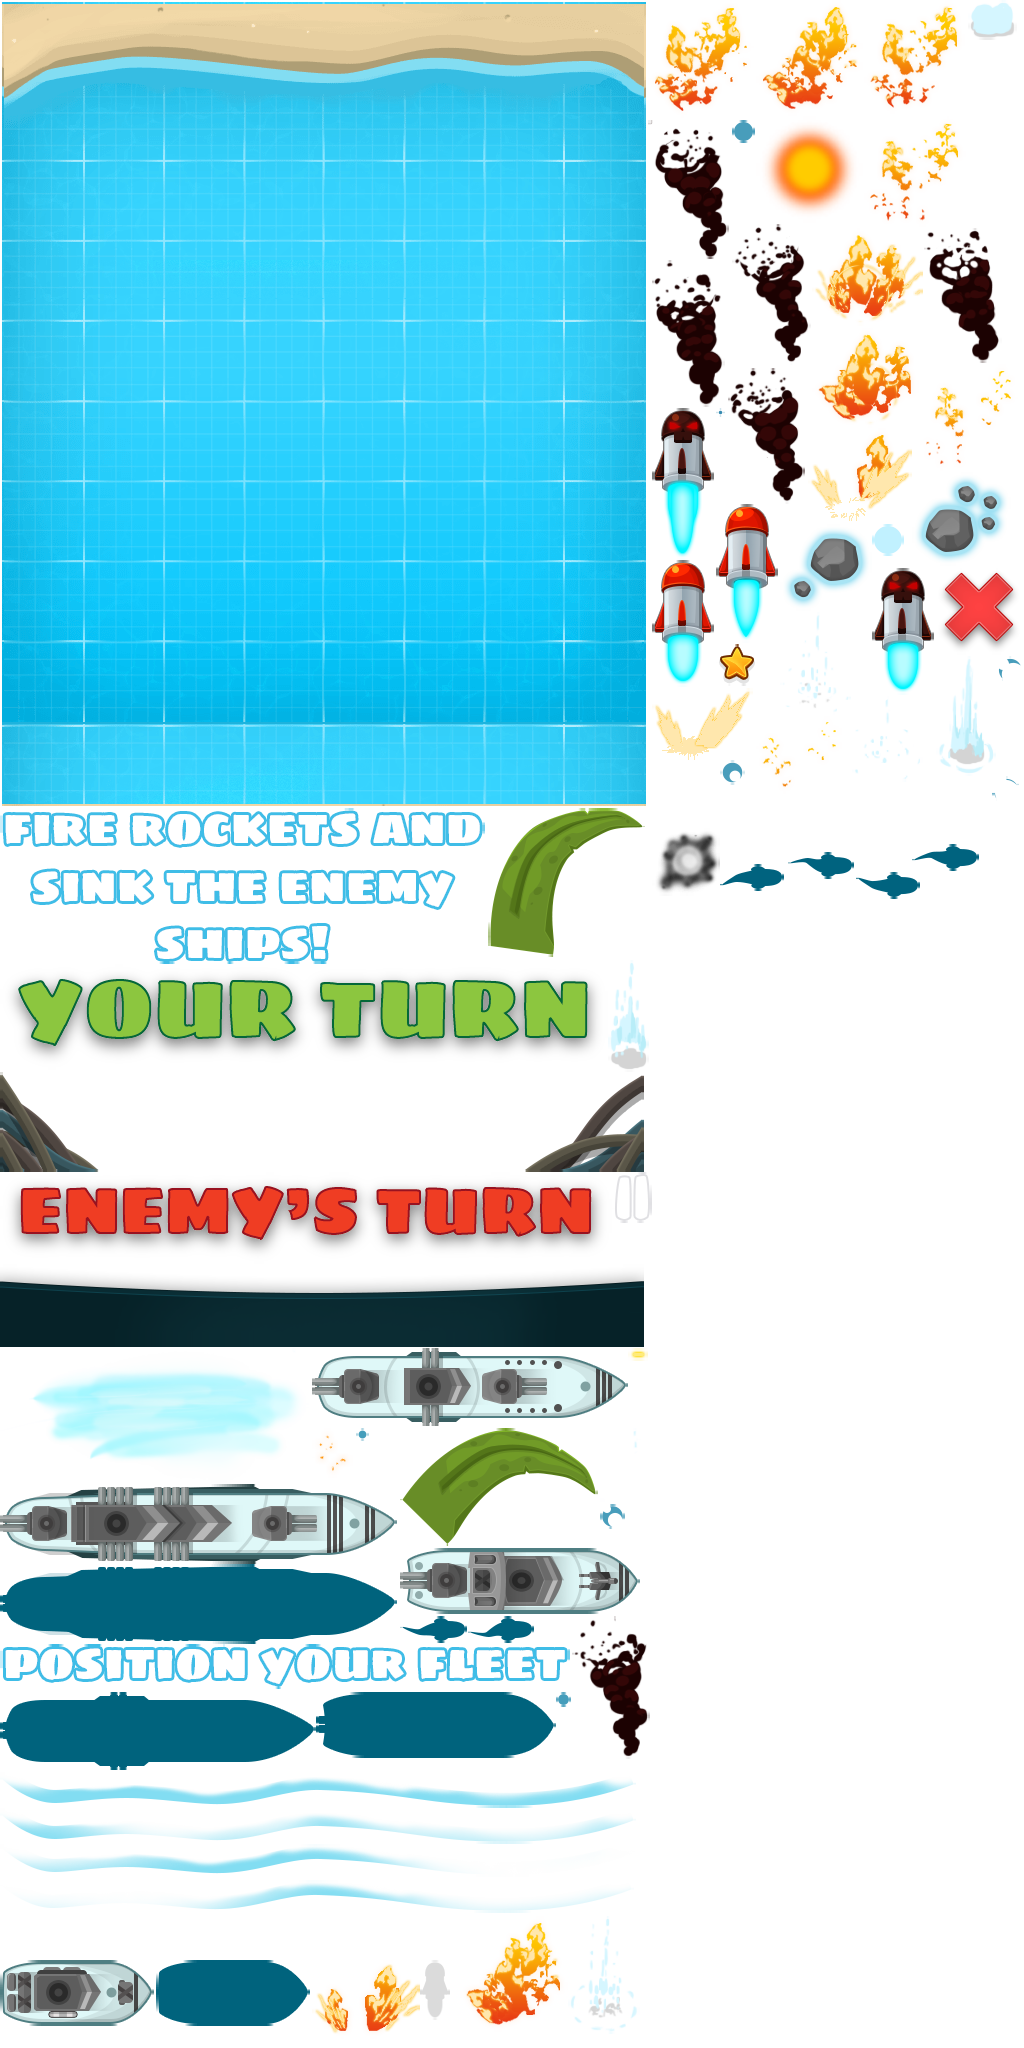 FIRE ROCKETS AND
SINK THE ENEMY
SHIPS!
YOUR TURN
ENEMY'S TURN
POSITION YOUR FLEET